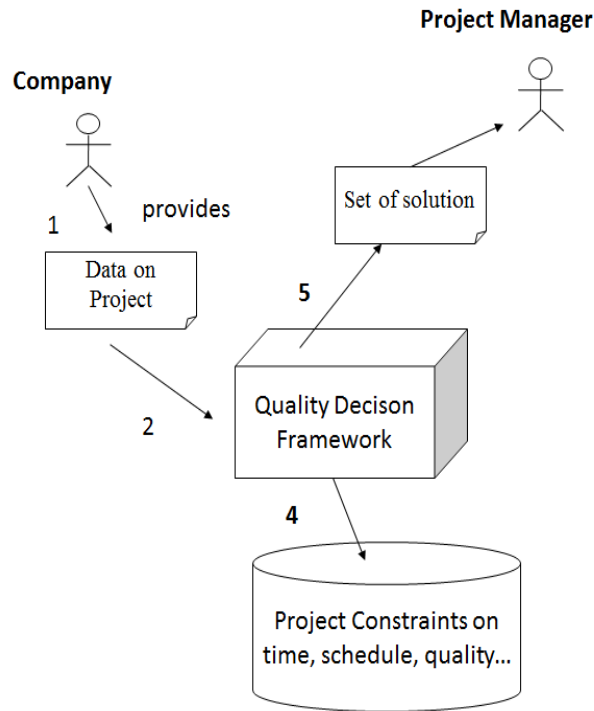 Project Manager
Company
provides
1
Set of solution
Data on
Project
5
2
Quality Decison
Framework
4
Project Constraints on
time, schedule, quality...